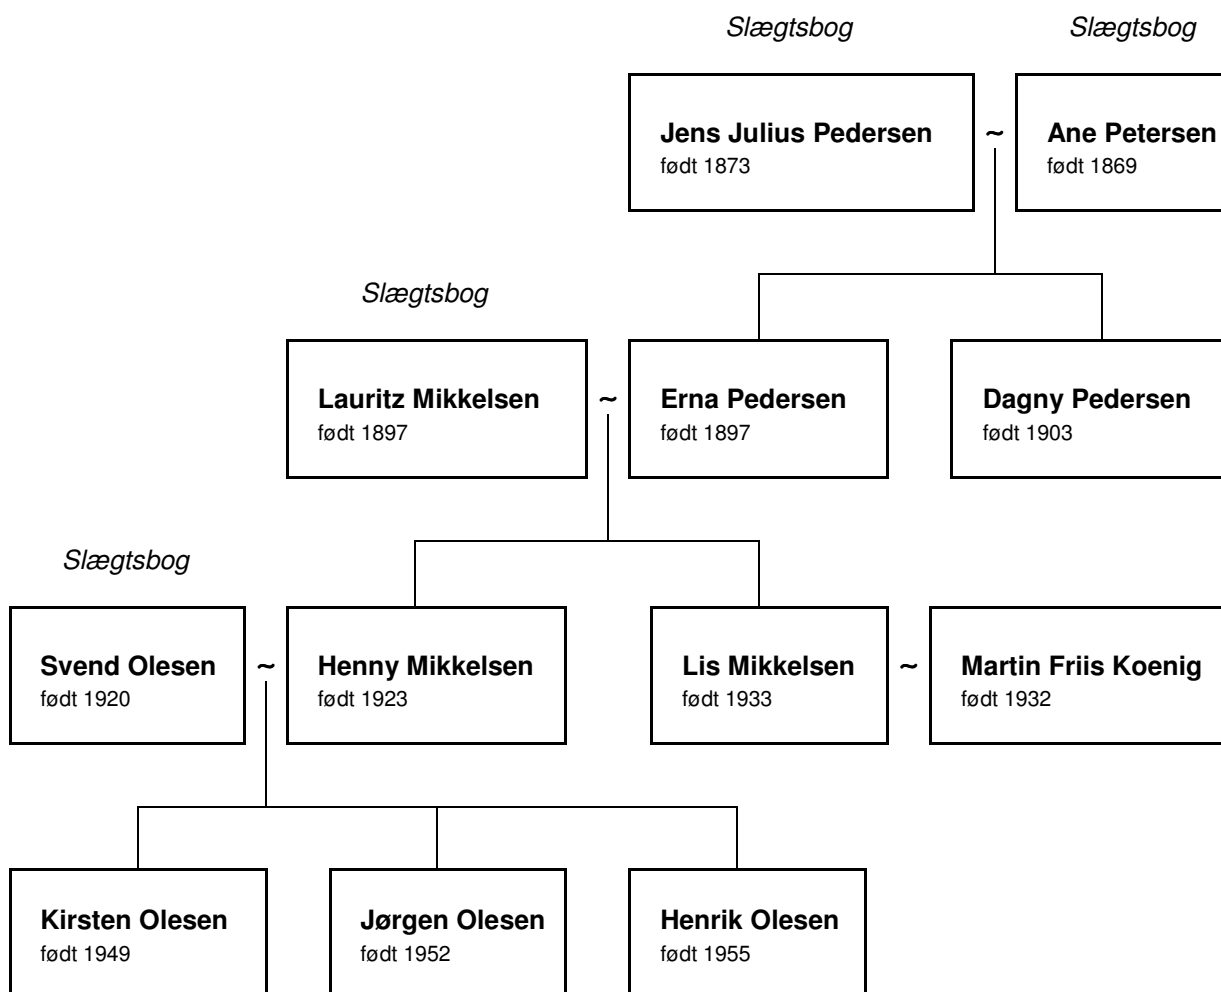 Slægtsbog
Slægtsbog
Jens Julius Pedersen
født 1873
~
Ane Petersen
født 1869
Slægtsbog
Lauritz Mikkelsen
født 1897
~
Erna Pedersen
født 1897
Dagny Pedersen
født 1903
Slægtsbog
Svend Olesen
født 1920
~
Henny Mikkelsen
født 1923
Lis Mikkelsen
født 1933
~
Martin Friis Koenig
født 1932
Kirsten Olesen
født 1949
Jørgen Olesen
født 1952
Henrik Olesen
født 1955